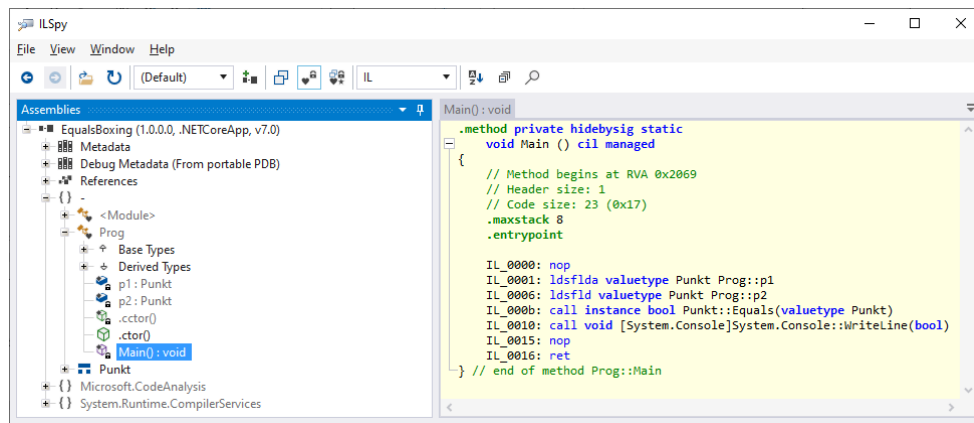 ILSpy
File View Window Help
(Default) IL
Assemblies
EqualsBoxing (1.0.0.0, .NETCoreApp, v7.0)
Metadata
Debug Metadata (From portable PDB)
References
{ } -
<Module>
Prog
Base Types
Derived Types
p1 : Punkt
p2 : Punkt
.cctor()
.ctor()
Main() : void
Punkt
{ } Microsoft.CodeAnalysis
{ } System.Runtime.CompilerServices
Main() : void
.method private hidebysig static
void Main () cil managed
{
// Method begins at RVA 0x2069
// Header size: 1
// Code size: 23 (0x17)
.maxstack 8
.entrypoint
IL_0000: nop
IL_0001: ldsflda valuetype Punkt Prog::p1
IL_0006: ldsfld valuetype Punkt Prog::p2
IL_000b: call instance bool Punkt::Equals(valuetype Punkt)
IL_0010: call void [System.Console]System.Console::WriteLine(bool)
IL_0015: nop
IL_0016: ret
} // end of method Prog::Main